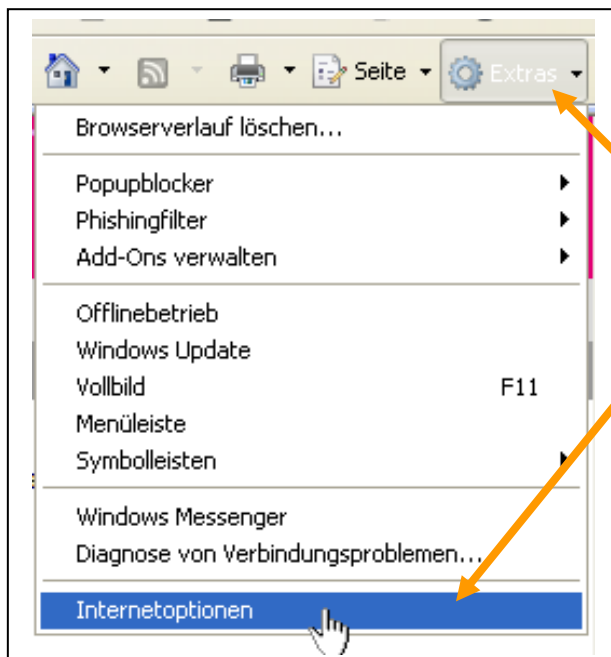 Seite Extras
Browserverlauf löschen...
Popupblocker
Phishingfilter
Add-Ons verwalten
Offlinebetrieb
Windows Update
Vollbild F11
Menüleiste
Symbolleisten
Windows Messenger
Diagnose von Verbindungsproblemen...
Internetoptionen